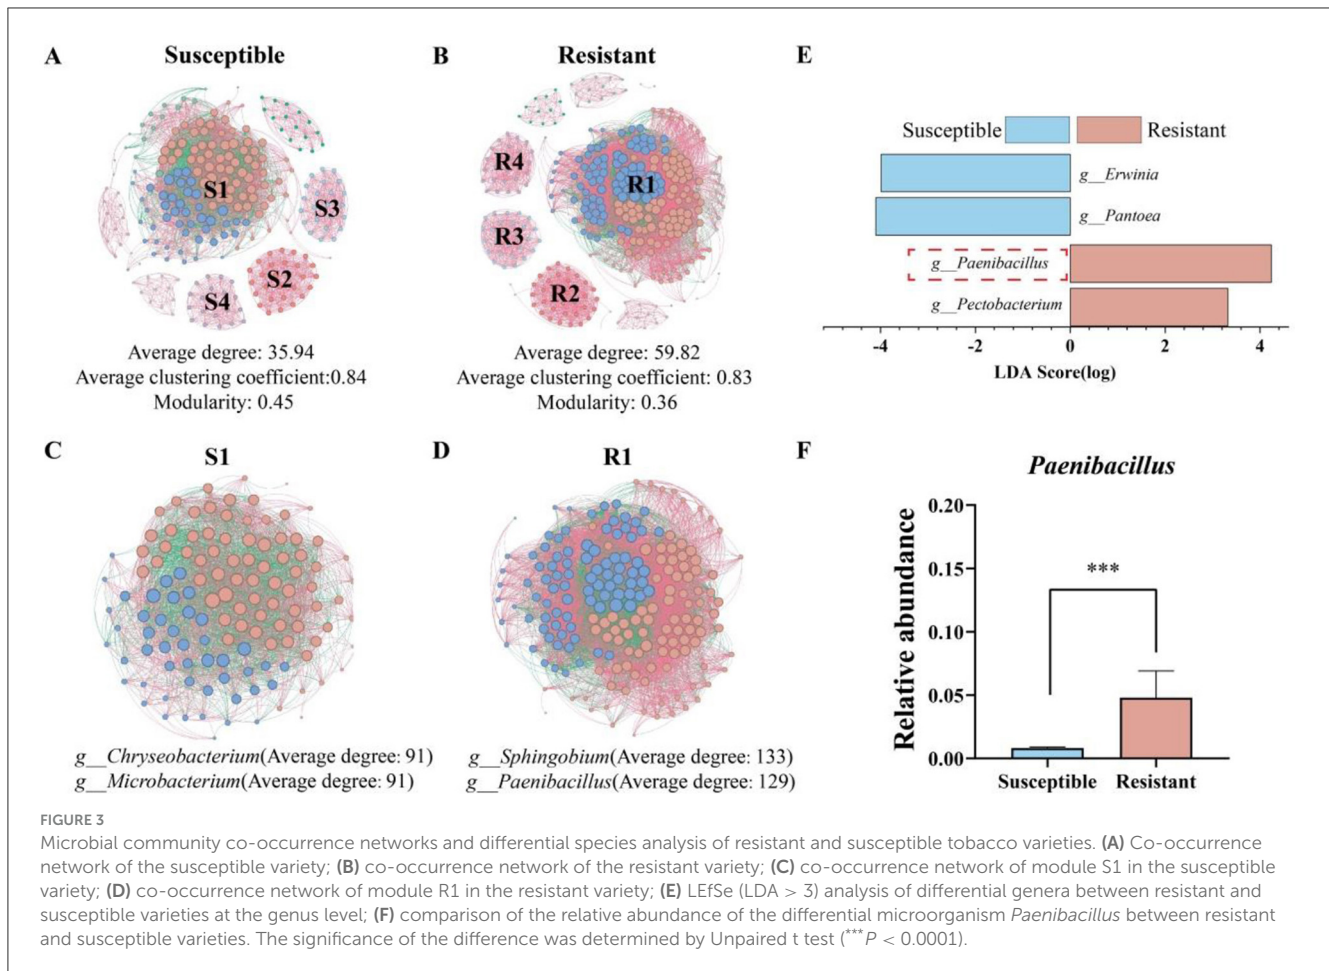 A
Susceptible
S1
S3
S2
S4
Average degree: 35.94
Average clustering coefficient:0.84
Modularity: 0.45
B
Resistant
R4
R1
R3
R2
Average degree: 59.82
Average clustering coefficient: 0.83
Modularity: 0.36
E
Susceptible Resistant
g__Erwinia
g__Pantoea
g__Paenibacillus
g__Pectobacterium
-4 -2 0 2 4
LDA Score(log)
C
S1
g__Chryseobacterium(Average degree: 91)
g__Microbacterium(Average degree: 91)
D
R1
g__Sphingobium(Average degree: 133)
g__Paenibacillus(Average degree: 129)
F
Paenibacillus
Relative abundance
0.20
0.15
0.10
0.05
0.00
***
Susceptible Resistant
FIGURE 3
Microbial community co-occurrence networks and differential species analysis of resistant and susceptible tobacco varieties. (A) Co-occurrence
network of the susceptible variety; (B) co-occurrence network of the resistant variety; (C) co-occurrence network of module S1 in the susceptible
variety; (D) co-occurrence network of module R1 in the resistant variety; (E) LEfSe (LDA > 3) analysis of differential genera between resistant and
susceptible varieties at the genus level; (F) comparison of the relative abundance of the differential microorganism Paenibacillus between resistant
and susceptible varieties. The significance of the difference was determined by Unpaired t test (***P < 0.0001).